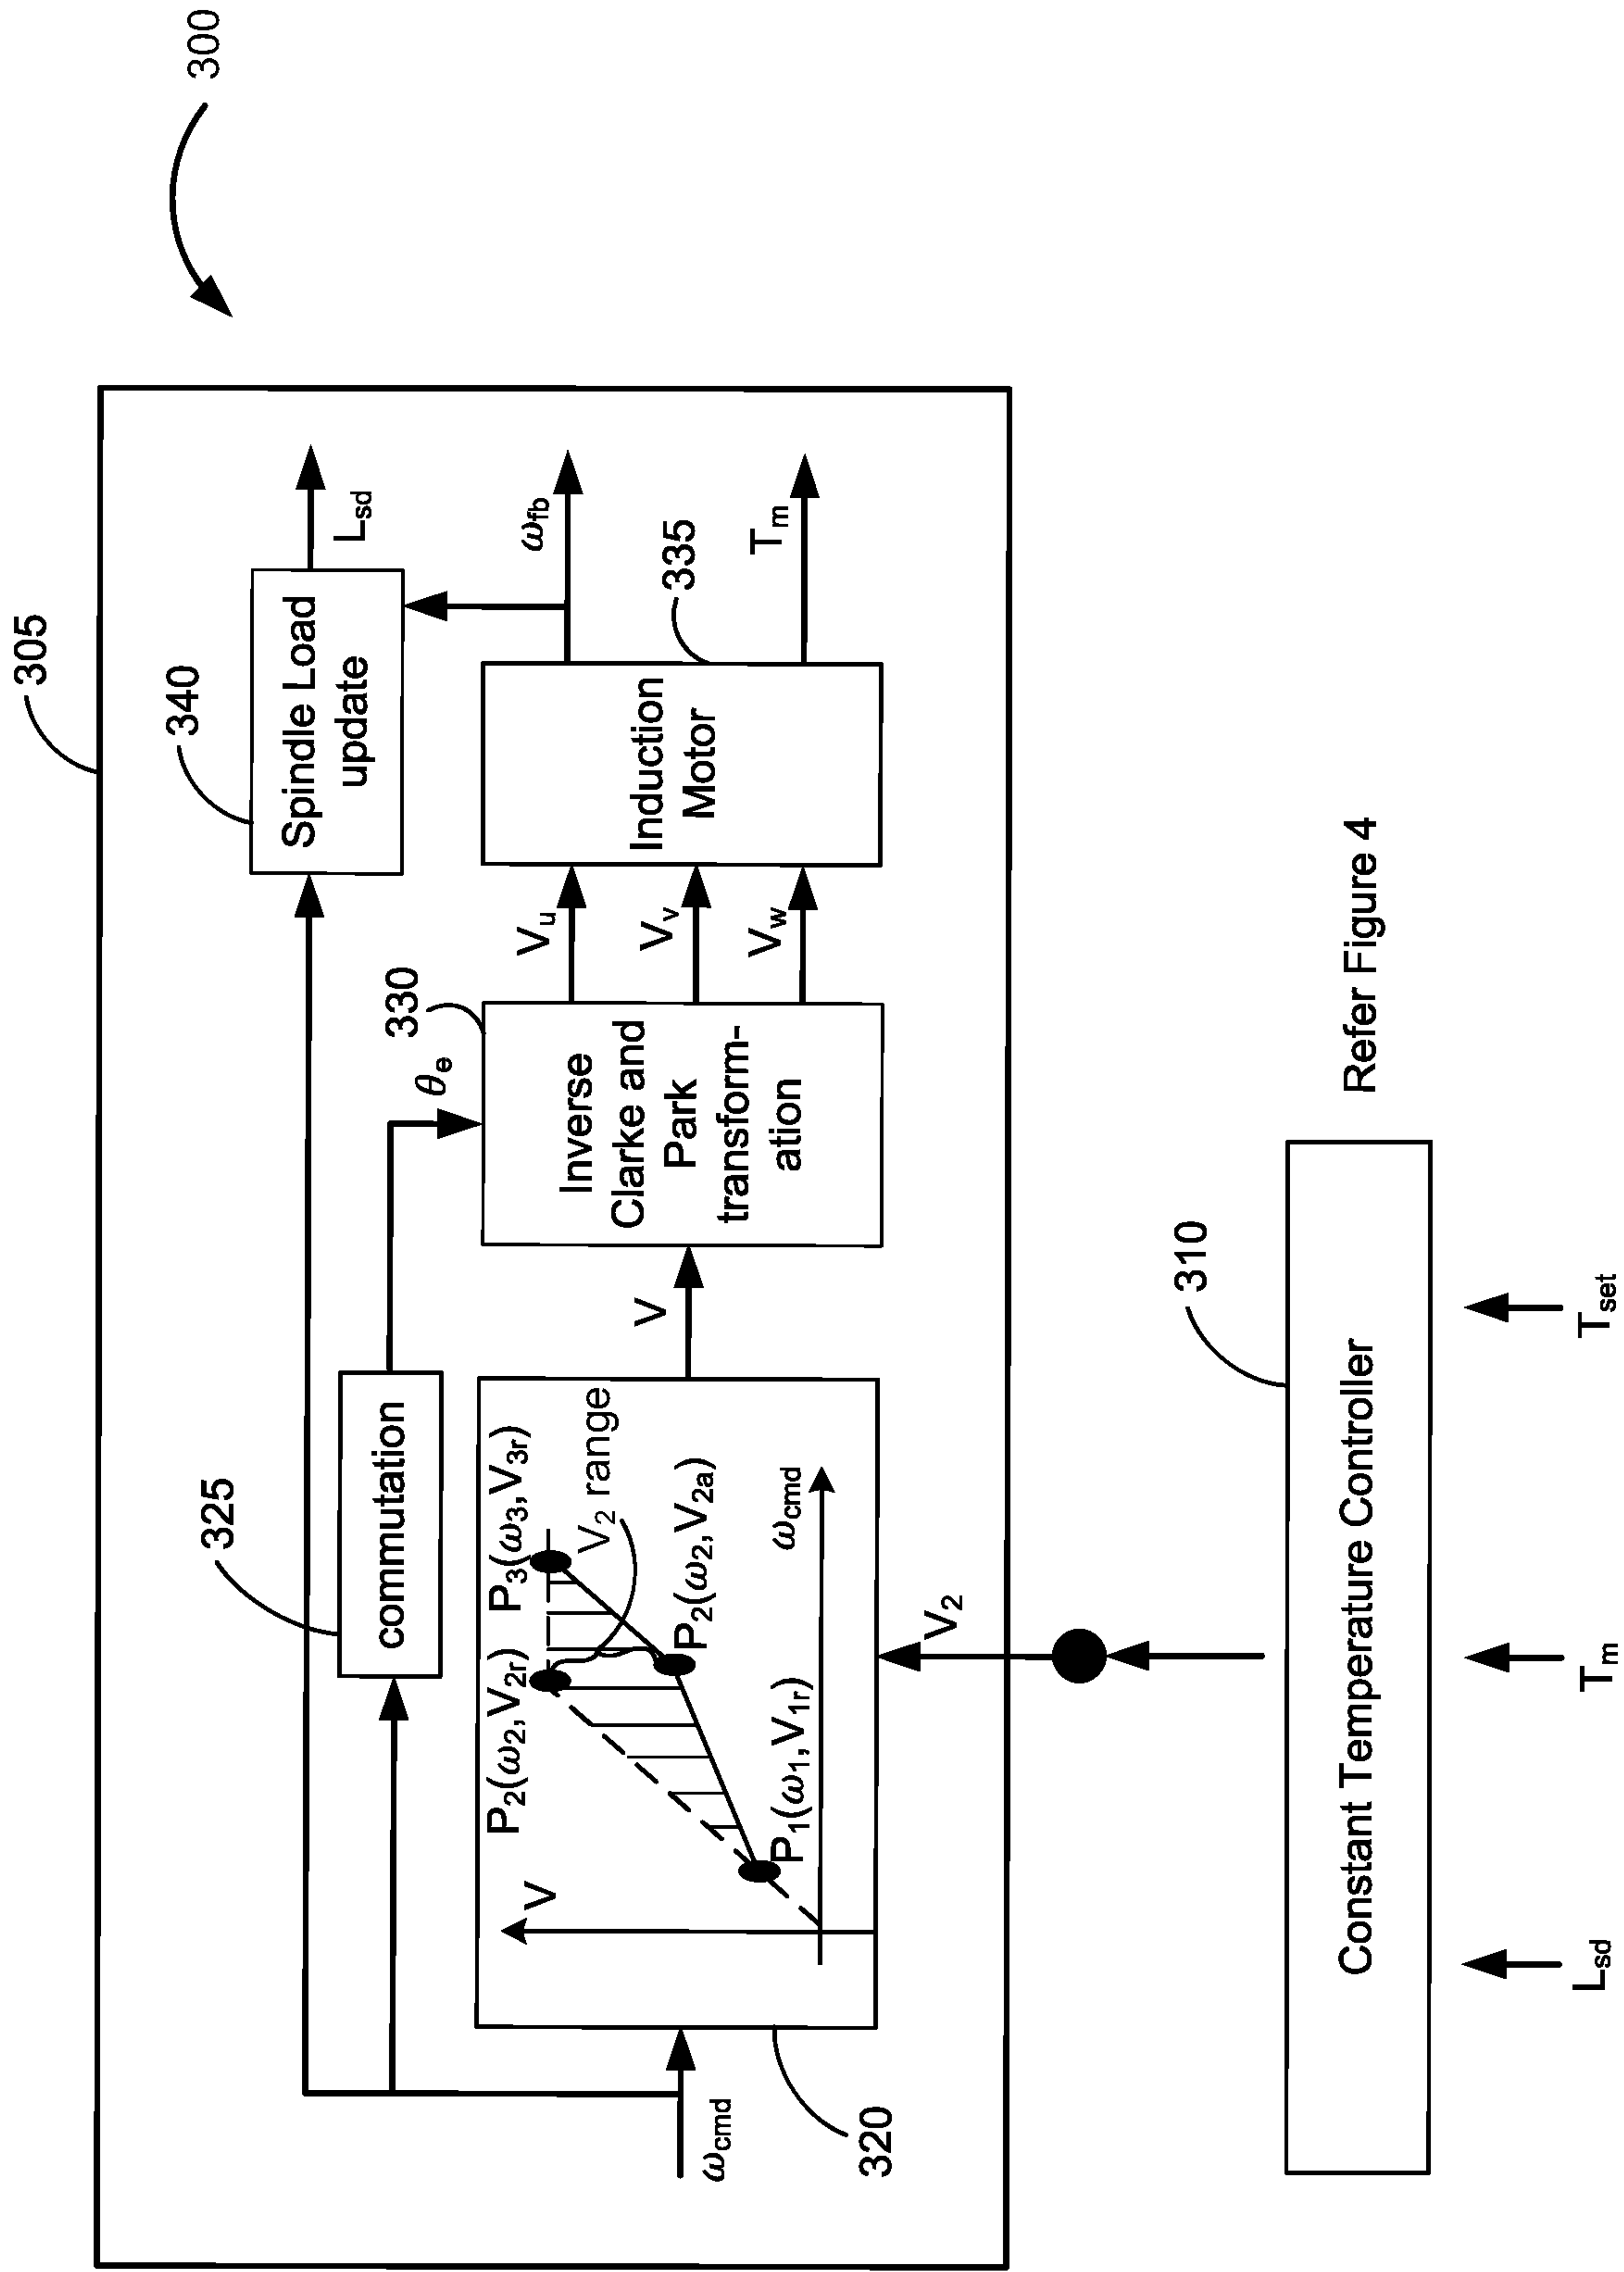 300
305
340
Spindle Load
update
L_sd
325
commutation
θ_e
330
Inverse
Clarke and
Park
transform-
ation
V_u
V_v
V_w
Induction
Motor
335
ω_fb
T_m
ω_cmd
320
V
P_2(ω_2,V_2r)
P_3(ω_3,V_3r)
V_2 range
P_2(ω_2,V_2a)
P_1(ω_1,V_1r)
ω_cmd
V
V_2
310
Constant Temperature Controller
Refer Figure 4
L_sd
T_m
T_set